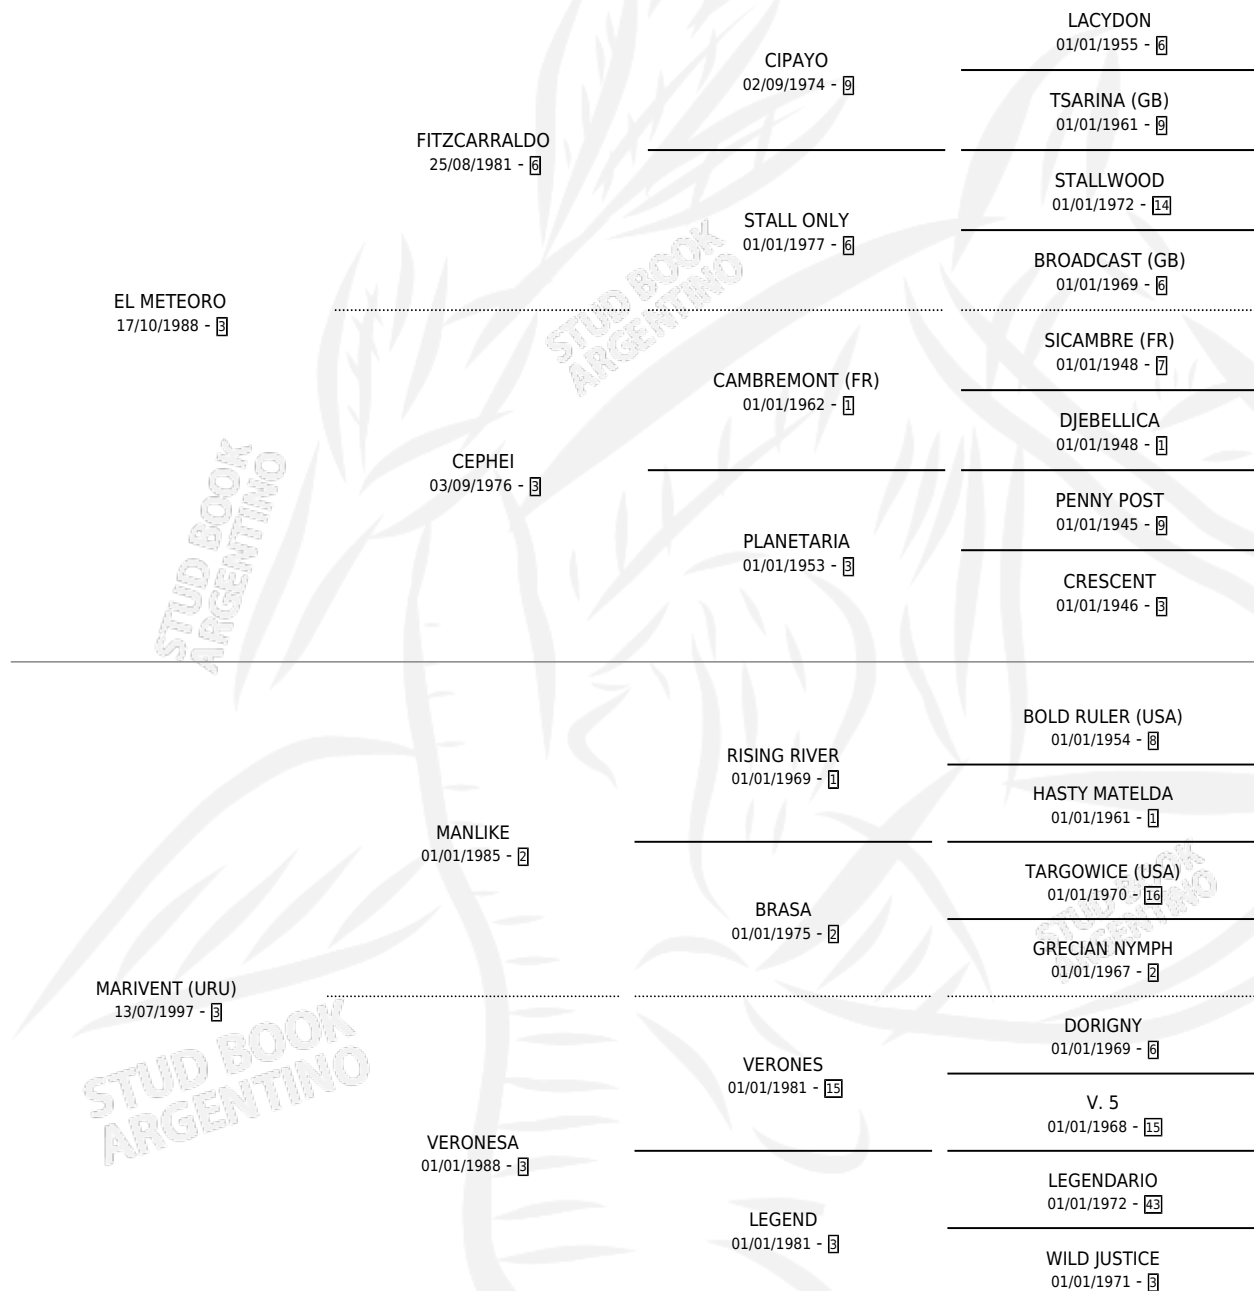 LACYDON
01/01/1955 - 6
CIPAYO
02/09/1974 - 9
TSARINA (GB)
01/01/1961 - 9
FITZCARRALDO
25/08/1981 - 6
STALLWOOD
01/01/1972 - 14
STALL ONLY
01/01/1977 - 6
BROADCAST (GB)
01/01/1969 - 6
EL METEORO
17/10/1988 - 3
SICAMBRE (FR)
01/01/1948 - 7
CAMBREMONT (FR)
01/01/1962 - 1
DJEBELLICA
01/01/1948 - 1
CEPHEI
03/09/1976 - 3
PENNY POST
01/01/1945 - 9
PLANETARIA
01/01/1953 - 3
CRESCENT
01/01/1946 - 3
BOLD RULER (USA)
01/01/1954 - 8
RISING RIVER
01/01/1969 - 1
HASTY MATELDA
01/01/1961 - 1
MANLIKE
01/01/1985 - 2
TARGOWICE (USA)
01/01/1970 - 16
BRASA
01/01/1975 - 2
GRECIAN NYMPH
01/01/1967 - 2
MARIVENT (URU)
13/07/1997 - 3
DORIGNY
01/01/1969 - 6
VERONES
01/01/1981 - 15
V. 5
01/01/1968 - 15
VERONESA
01/01/1988 - 3
LEGENDARIO
01/01/1972 - 43
LEGEND
01/01/1981 - 3
WILD JUSTICE
01/01/1971 - 3
STUD BOOK
ARGENTINO
STUD BOOK
ARGENTINO
STUD BOOK
ARGENTINO
STUD BOOK
ARGENTINO